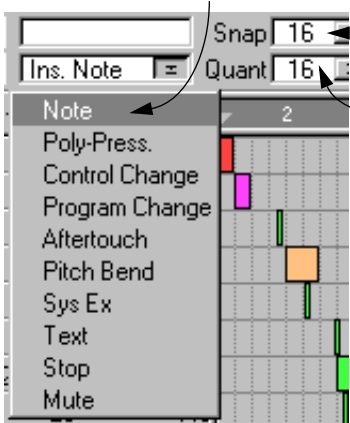 Snap 16
Ins. Note Quant 16
Note 2
Poly-Press.
Control Change
Program Change
Aftertouch
Pitch Bend
Sys Ex
Text
Stop
Mute